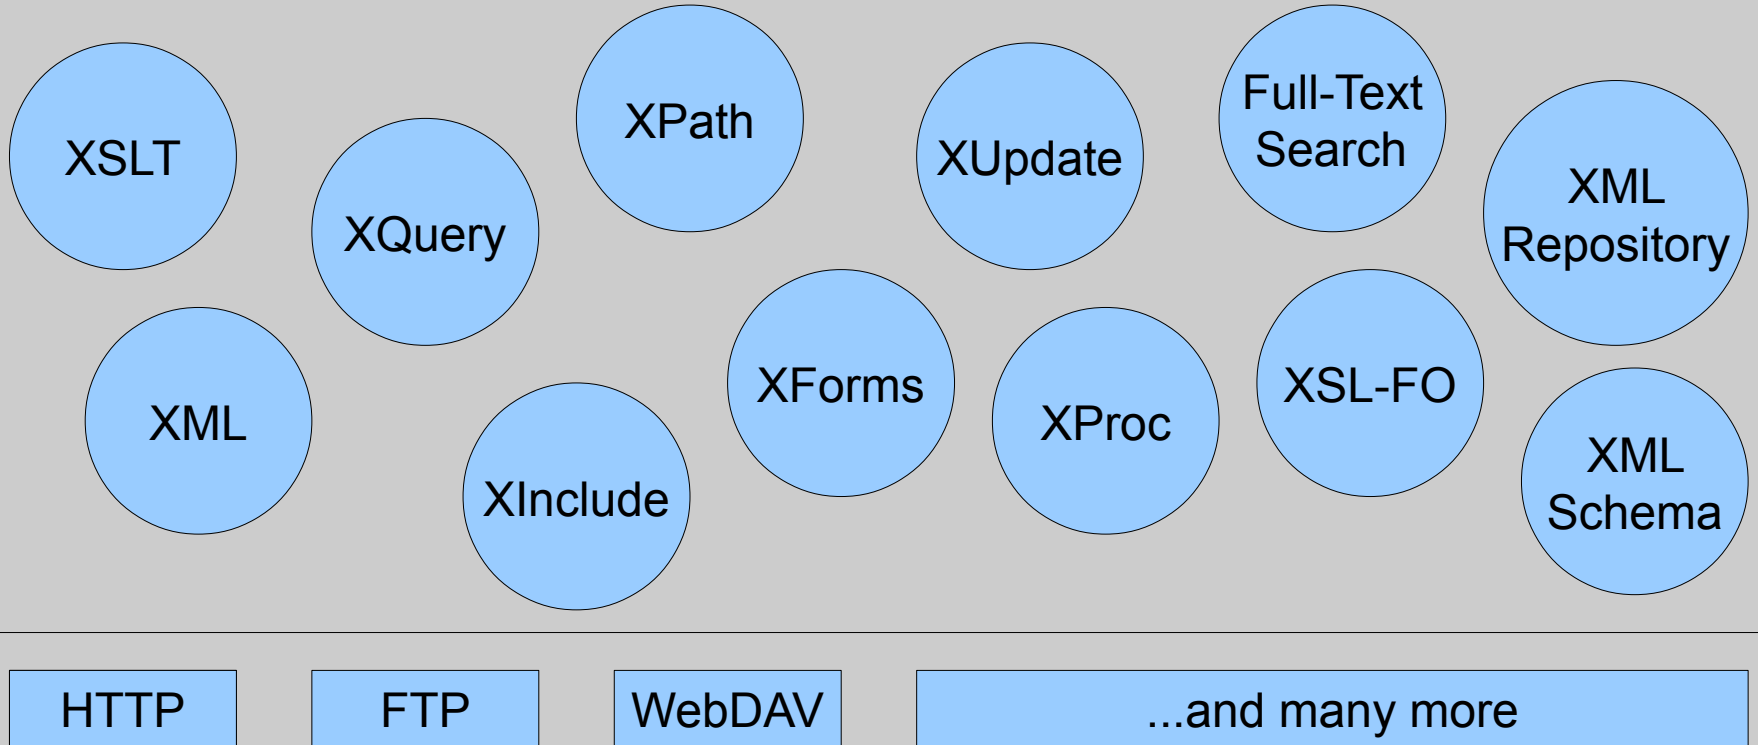 XSLT
XQuery
XPath
XUpdate
Full-Text
Search
XML
Repository
XML
XInclude
XForms
XProc
XSL-FO
XML
Schema
HTTP
FTP
WebDAV
...and many more